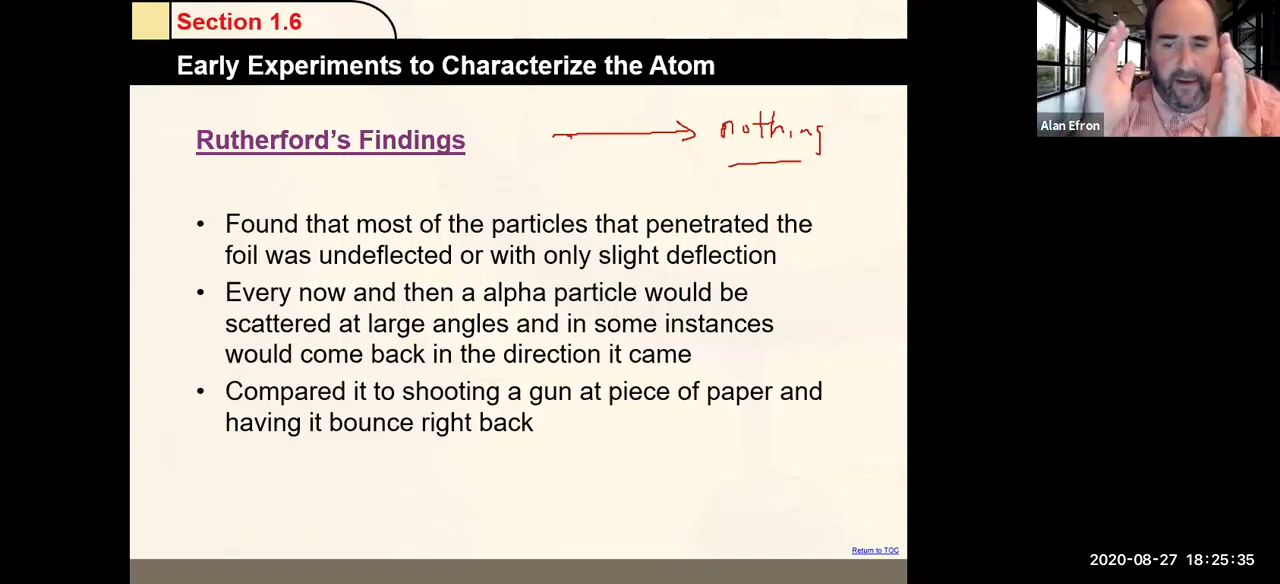 Section 1.6
Early Experiments to Characterize the Atom
Rutherford's Findings
nothing
• Found that most of the particles that penetrated the
foil was undeflected or with only slight deflection
• Every now and then a alpha particle would be
scattered at large angles and in some instances
would come back in the direction it came
• Compared it to shooting a gun at piece of paper and
having it bounce right back
Return to TOC
Alan Efron
2020-08-27 18:25:35